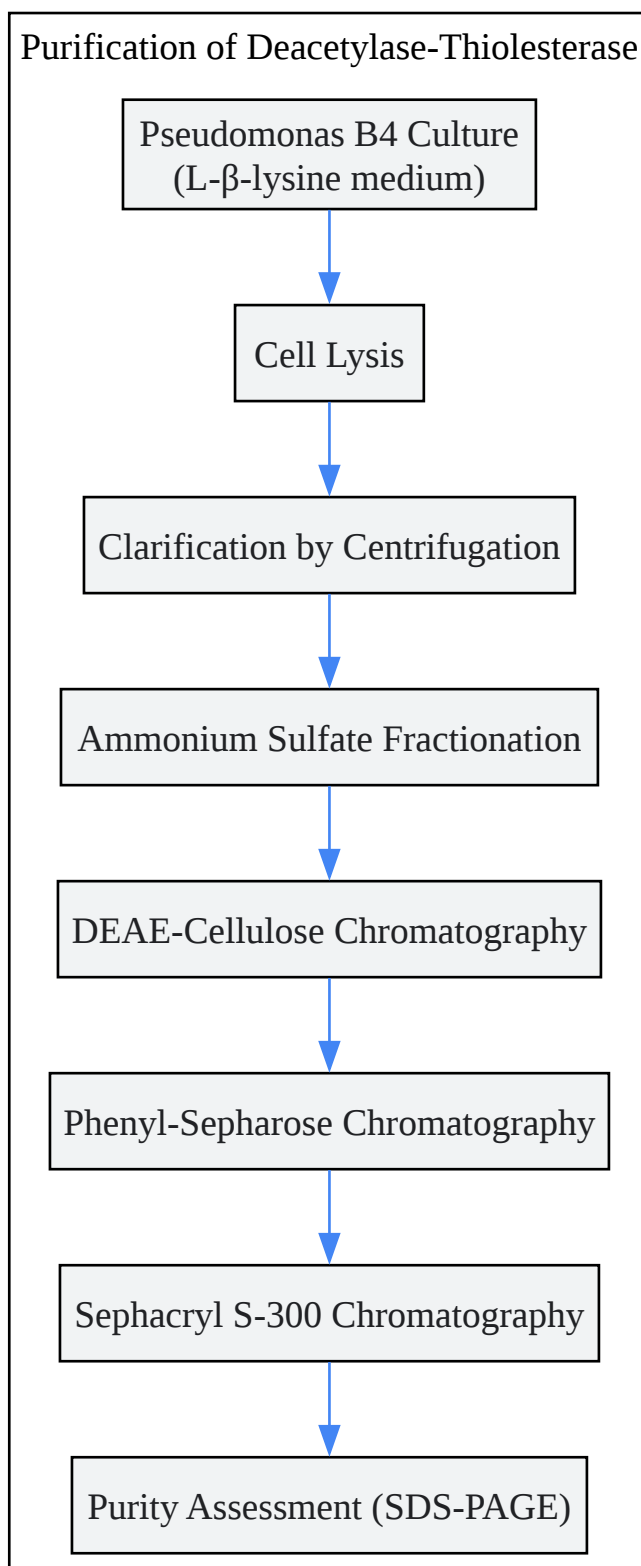 Purification of Deacetylase-Thiolesterase
Pseudomonas B4 Culture
(L-β-lysine medium)
Cell Lysis
Clarification by Centrifugation
Ammonium Sulfate Fractionation
DEAE-Cellulose Chromatography
Phenyl-Sepharose Chromatography
Sephacryl S-300 Chromatography
Purity Assessment (SDS-PAGE)